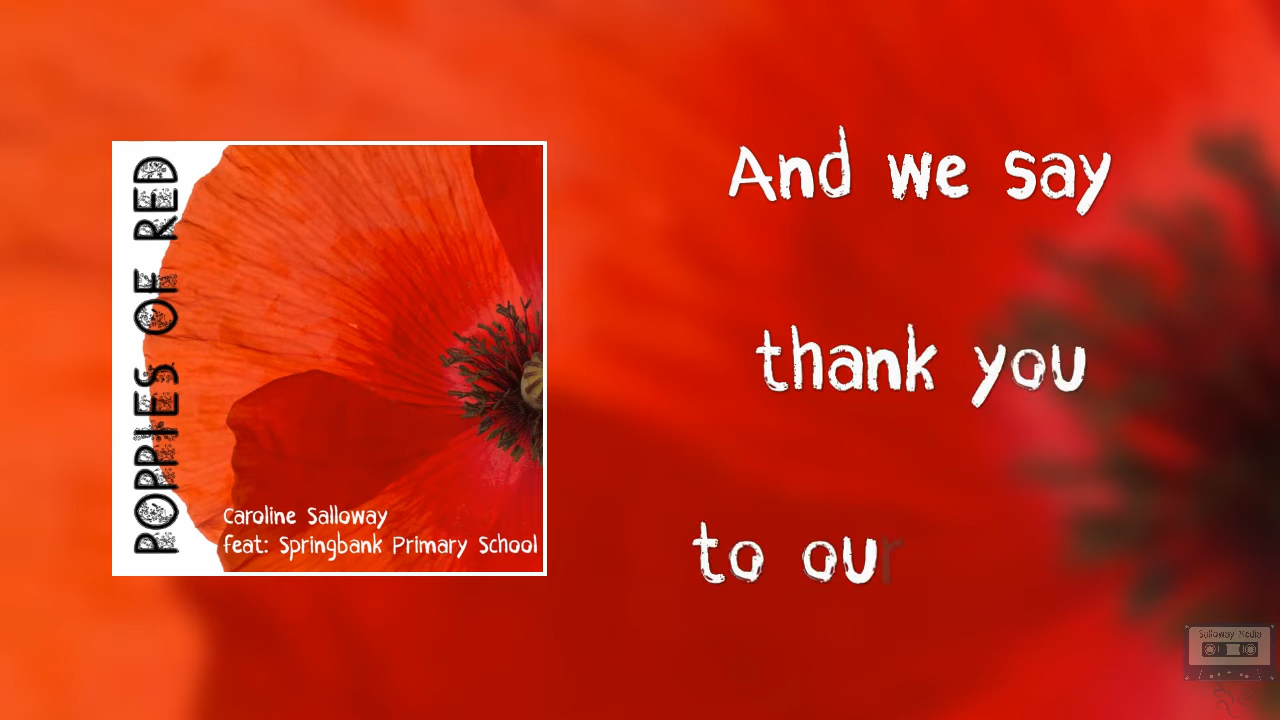 POPPIES OF RED
Caroline Salloway
feat: Springbank Primary School
And we say
thank you
to our
Salloway Media